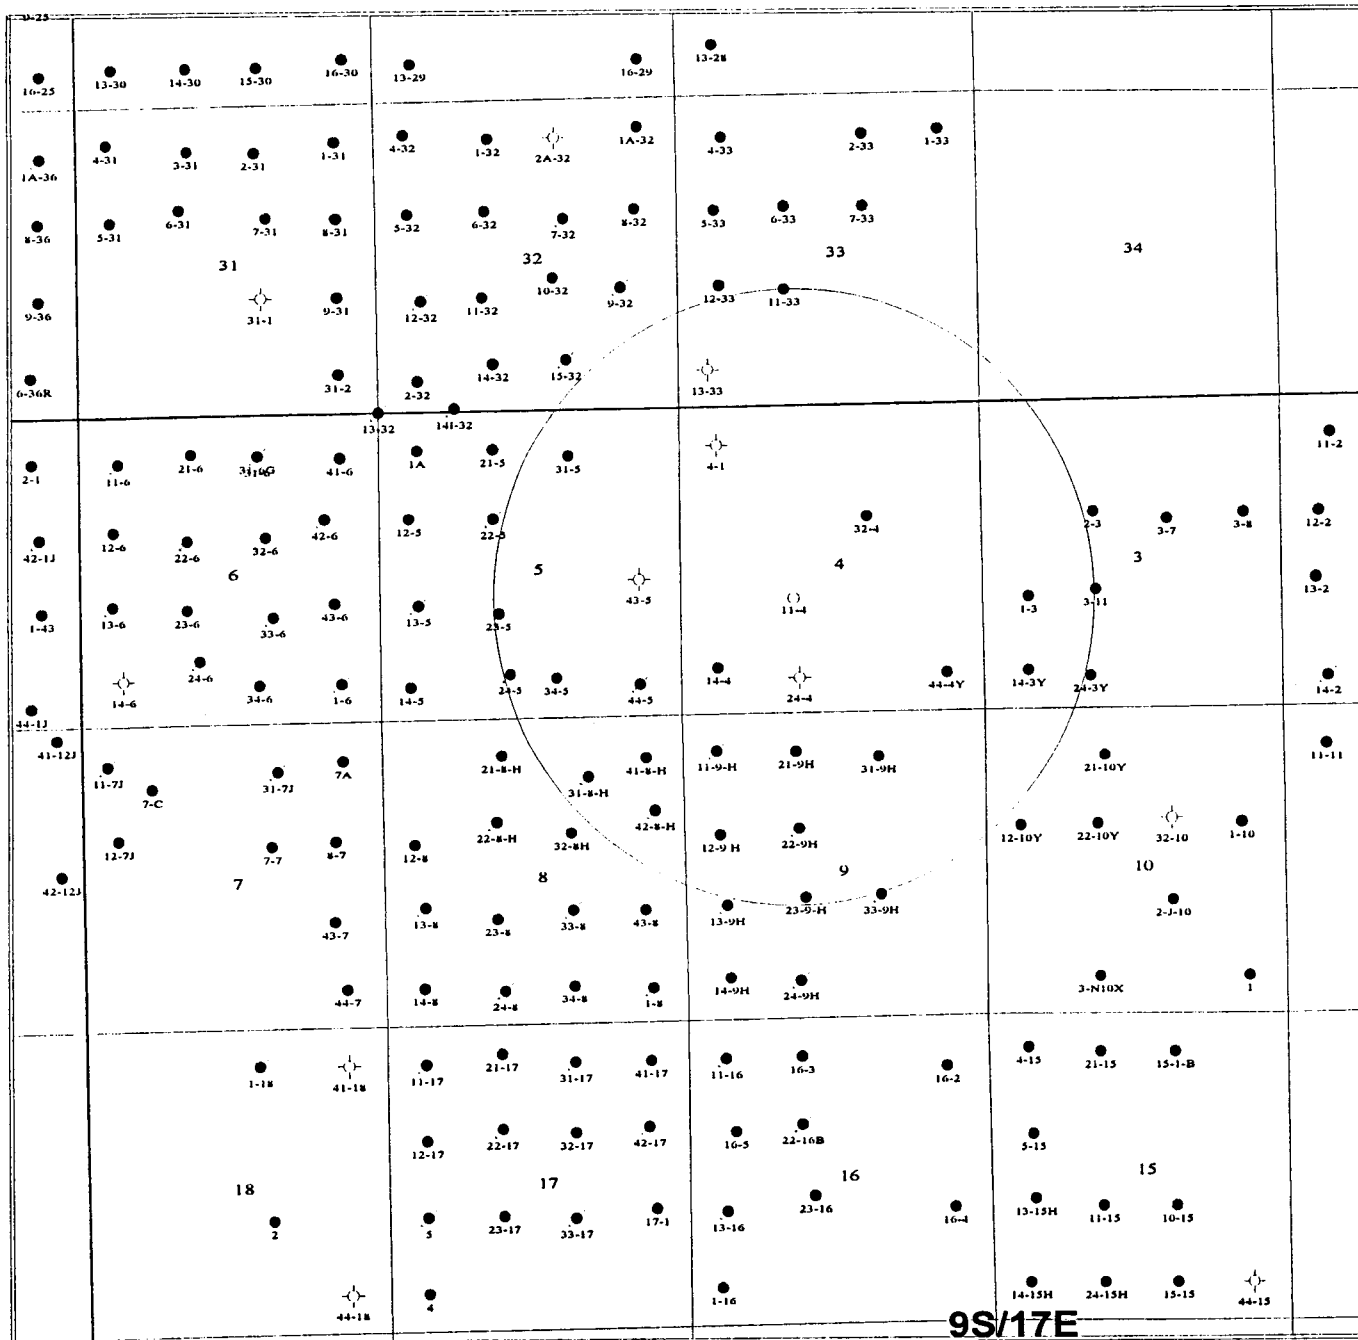 9-25
16-25 13-30 14-30 15-30 16-30 13-29 16-29 13-28
1A-36 4-31 3-31 2-31 1-31 4-32 1-32 2A-32 1A-32 4-33 2-33 1-33
8-36 5-31 6-31 7-31 8-31 5-32 6-32 7-32 8-32 5-33 6-33 7-33
31 32 33 34
9-36 31-1 9-31 12-32 11-32 10-32 9-32 12-33 11-33
6-36R 31-2 2-32 14-32 15-32 13-33
13-32 14I-32
2-1 11-6 21-6 41-6 1A 21-5 31-5 4-1 11-2
42-1J 12-6 22-6 32-6 42-6 12-5 22-5 32-4 2-3 3-7 3-8 12-2
6 5 43-5 4 3
1-43 13-6 23-6 33-6 43-6 13-5 23-5 11-4 1-3 3-11 13-2
44-1J 14-6 24-6 34-6 1-6 14-5 24-5 34-5 44-5 14-4 24-4 44-4Y 14-3Y 24-3Y 14-2
41-12J 11-7J 7-C 31-7J 7A 21-8-H 31-8-H 41-8-H 11-9-H 21-9H 31-9H 21-10Y 11-11
12-7J 7-7 8-7 12-8 22-8-H 32-8H 42-8-H 12-9 H 22-9H 12-10Y 22-10Y 32-10 1-10
42-12J 7 8 9 10
43-7 13-8 23-8 33-8 43-8 13-9H 23-9-H 33-9H 2-J-10
44-7 14-8 24-8 34-8 1-8 14-9H 24-9H 3-N10X 1
1-18 41-18 11-17 21-17 31-17 41-17 11-16 16-3 16-2 4-15 21-15 15-1-B
12-17 22-17 32-17 42-17 16-5 22-16B 5-15
18 17 16 15
2 5 23-17 33-17 17-1 13-16 23-16 16-4 13-15H 11-15 10-15
44-18 4 1-16 14-15H 24-15H 15-15 44-15
9S/17E